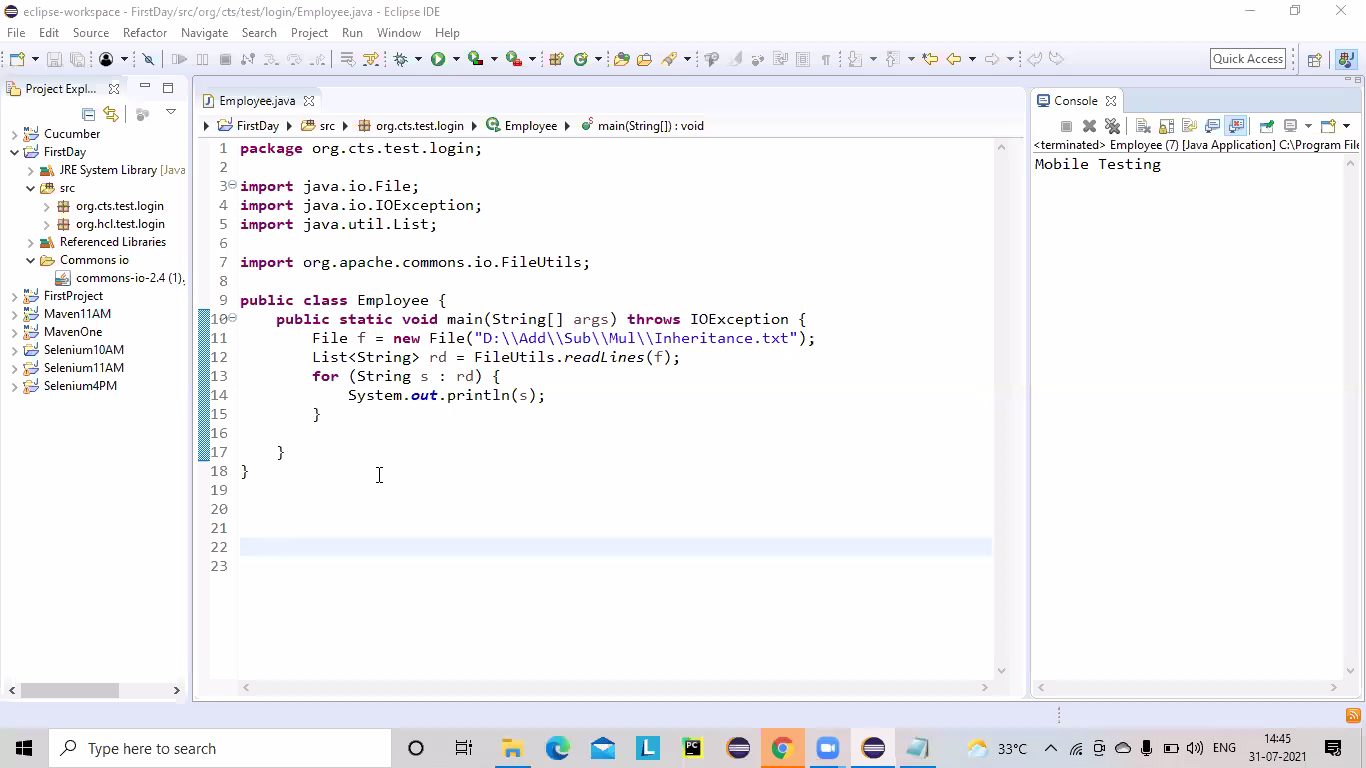 eclipse-workspace - FirstDay/src/org/cts/test/login/Employee.java - Eclipse IDE
File Edit Source Refactor Navigate Search Project Run Window Help
Quick Access
Project Expl...
Cucumber
FirstDay
JRE System Library [Java
src
org.cts.test.login
org.hcl.test.login
Referenced Libraries
Commons io
commons-io-2.4 (1).
FirstProject
Maven11AM
MavenOne
Selenium10AM
Selenium11AM
Selenium4PM
Employee.java
FirstDay src org.cts.test.login Employee main(String[]) : void
1 package org.cts.test.login;
2
3 import java.io.File;
4 import java.io.IOException;
5 import java.util.List;
6
7 import org.apache.commons.io.FileUtils;
8
9 public class Employee {
10 public static void main(String[] args) throws IOException {
11 File f = new File("D:\\Add\\Sub\\Mul\\Inheritance.txt");
12 List<String> rd = FileUtils.readLines(f);
13 for (String s : rd) {
14 System.out.println(s);
15 }
16
17 }
18 }
19
20
21
22
23
Console
<terminated> Employee (7) [Java Application] C:\Program File
Mobile Testing
Type here to search
L
PC
33°C
ENG
14:45
31-07-2021